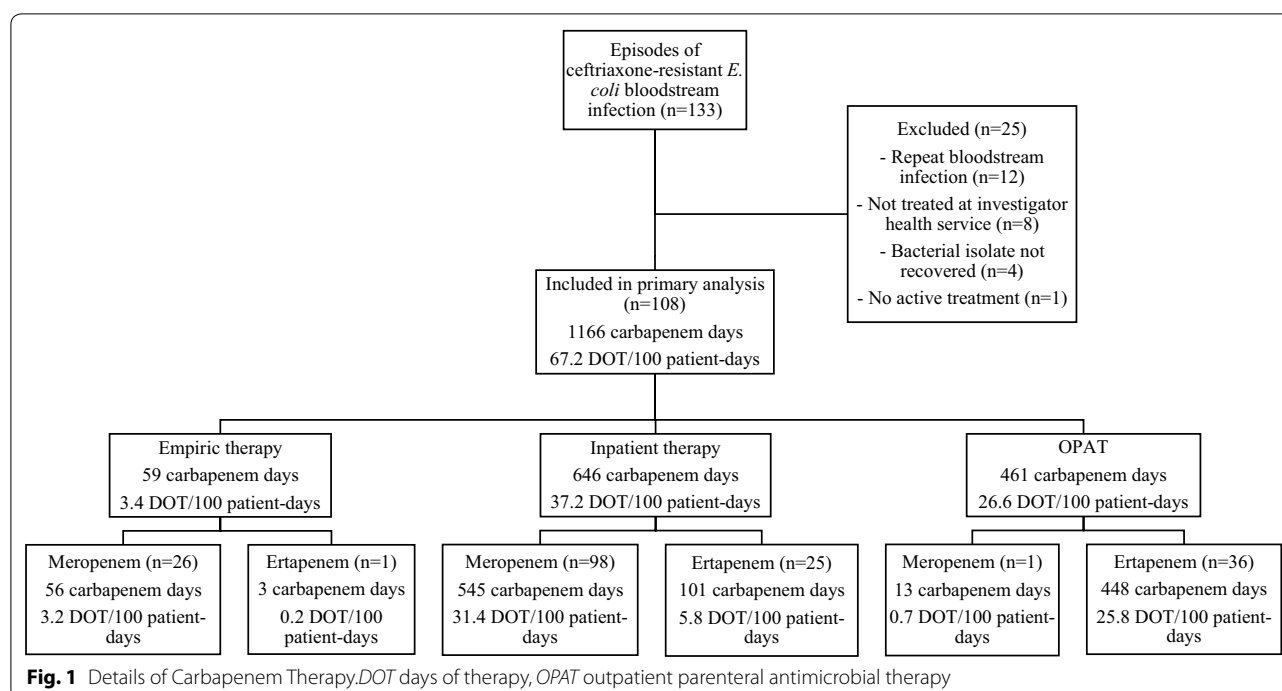 Episodes of
ceftriaxone-resistant E.
coli bloodstream
infection (n=133)
Excluded (n=25)
- Repeat bloodstream
infection (n=12)
- Not treated at investigator
health service (n=8)
- Bacterial isolate not
recovered (n=4)
- No active treatment (n=1)
Included in primary analysis
(n=108)
1166 carbapenem days
67.2 DOT/100 patient-days
Empiric therapy
59 carbapenem days
3.4 DOT/100 patient-days
Inpatient therapy
646 carbapenem days
37.2 DOT/100 patient-days
OPAT
461 carbapenem days
26.6 DOT/100 patient-days
Meropenem (n=26)
56 carbapenem days
3.2 DOT/100 patient-
days
Ertapenem (n=1)
3 carbapenem days
0.2 DOT/100
patient-days
Meropenem (n=98)
545 carbapenem days
31.4 DOT/100 patient-
days
Ertapenem (n=25)
101 carbapenem days
5.8 DOT/100 patient-
days
Meropenem (n=1)
13 carbapenem days
0.7 DOT/100 patient-
days
Ertapenem (n=36)
448 carbapenem days
25.8 DOT/100 patient-
days
Fig. 1 Details of Carbapenem Therapy.DOT days of therapy, OPAT outpatient parenteral antimicrobial therapy